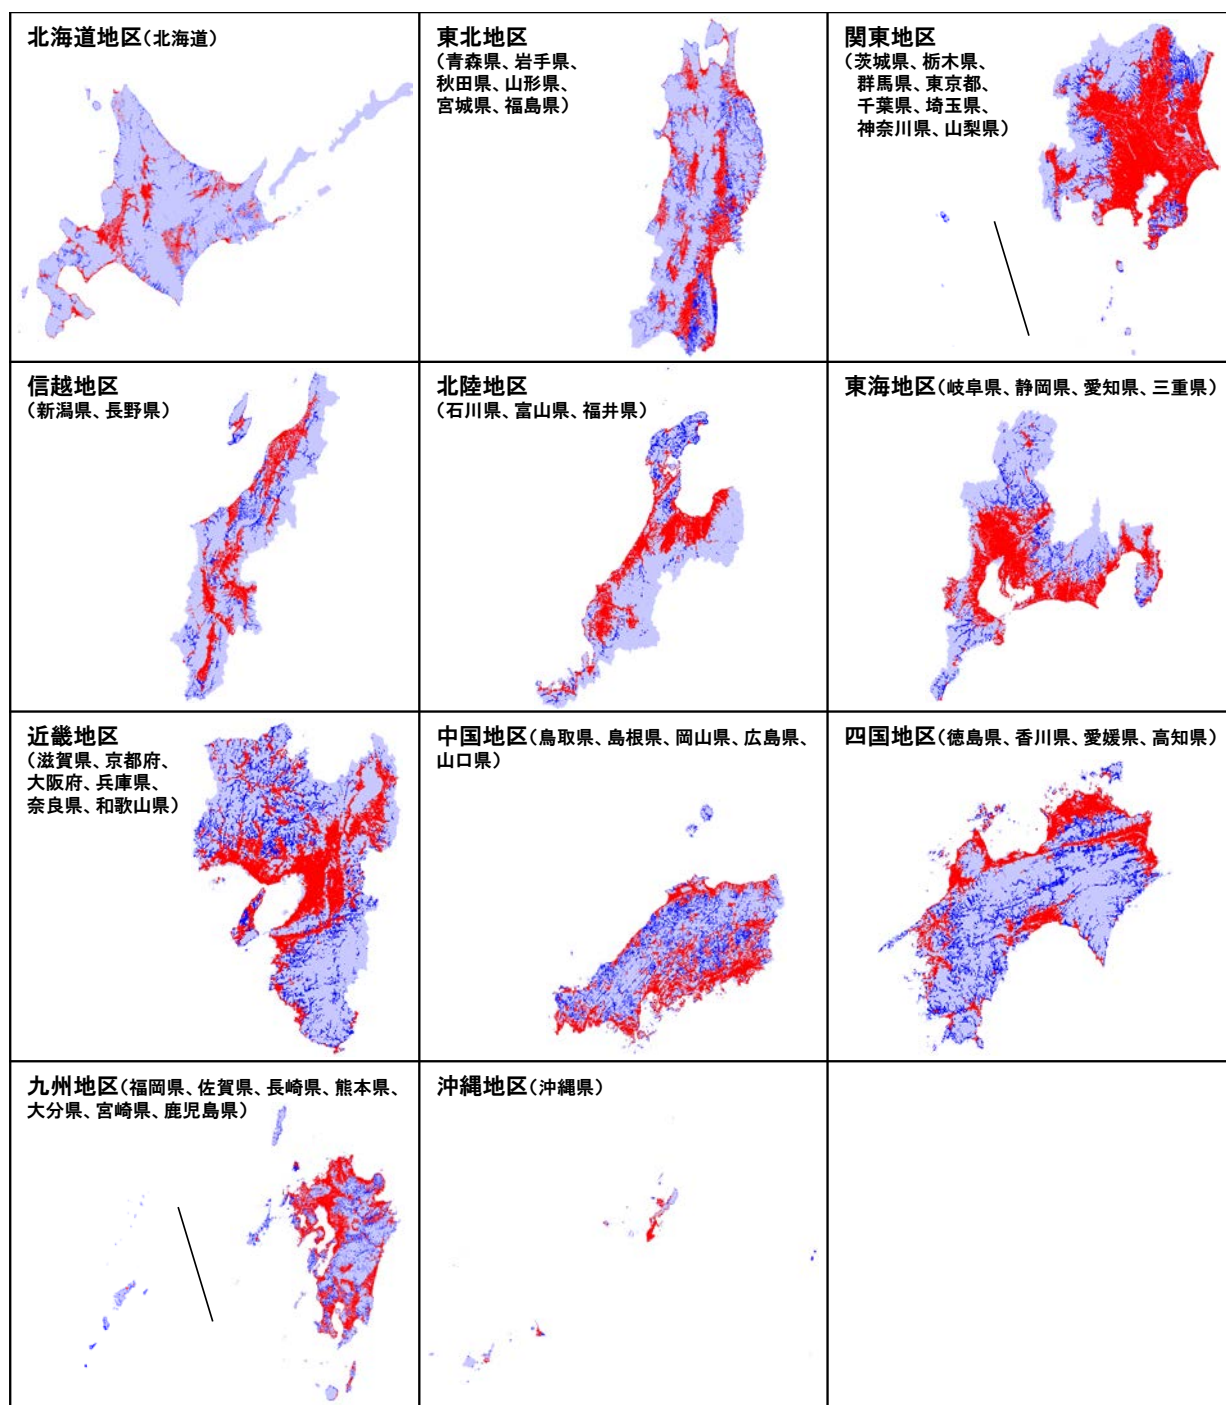 北海道地区(北海道)
東北地区
(青森県、岩手県、
秋田県、山形県、
宮城県、福島県)
関東地区
(茨城県、栃木県、
群馬県、東京都、
千葉県、埼玉県、
神奈川県、山梨県)
信越地区
(新潟県、長野県)
北陸地区
(石川県、富山県、福井県)
東海地区(岐阜県、静岡県、愛知県、三重県)
近畿地区
(滋賀県、京都府、
大阪府、兵庫県、
奈良県、和歌山県)
中国地区(鳥取県、島根県、岡山県、広島県、
山口県)
四国地区(徳島県、香川県、愛媛県、高知県)
九州地区(福岡県、佐賀県、長崎県、熊本県、
大分県、宮崎県、鹿児島県)
沖縄地区(沖縄県)